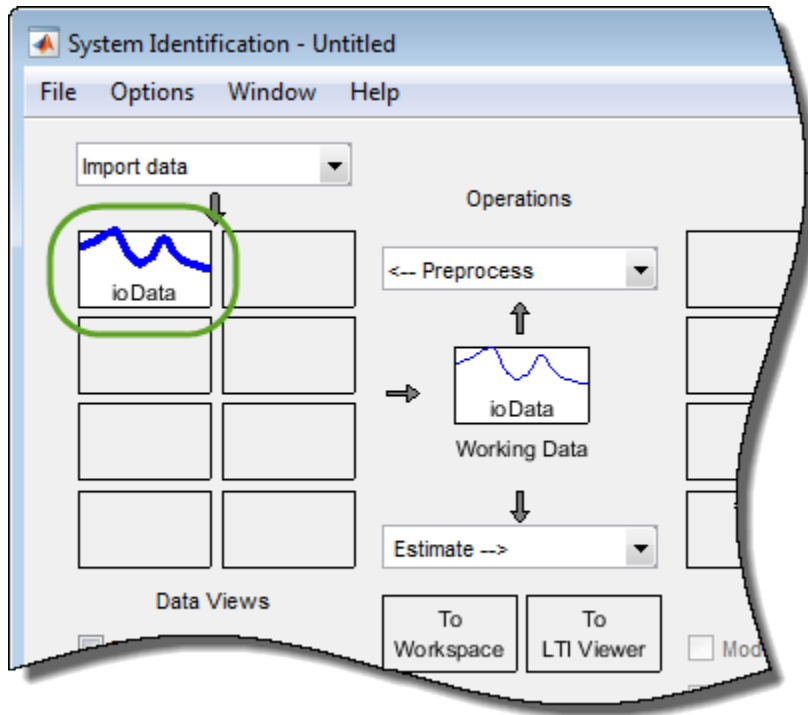 System Identification - Untitled
File Options Window Help
Import data
Operations
ioData
<-- Preprocess
ioData
Working Data
Estimate -->
Data Views
To
Workspace
To
LTI Viewer